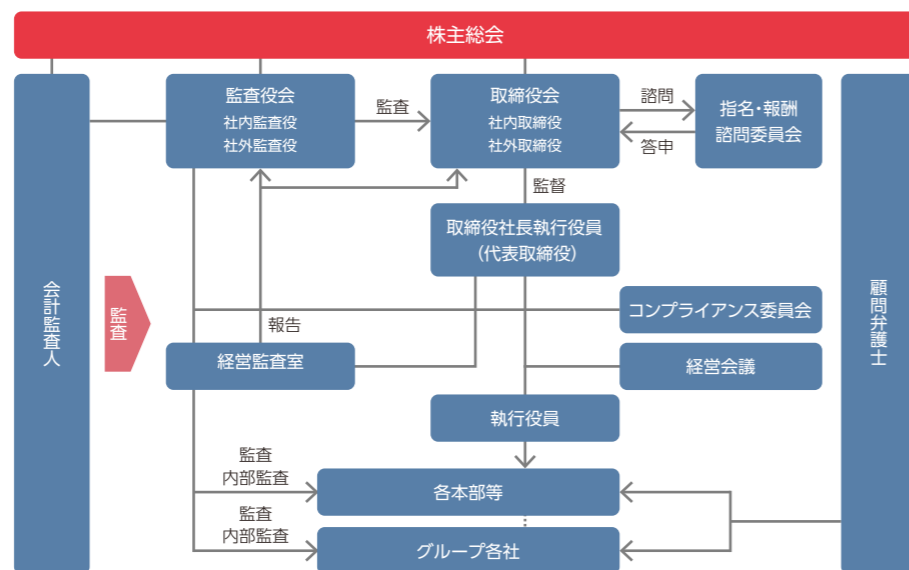 株主総会
監査役会
社内監査役
社外監査役
監査
取締役会
社内取締役
社外取締役
諮問
答申
指名・報酬
諮問委員会
監督
取締役社長執行役員
(代表取締役)
会計監査人
監査
顧問弁護士
コンプライアンス委員会
報告
経営監査室
経営会議
執行役員
監査
内部監査
各本部等
監査
内部監査
グループ各社